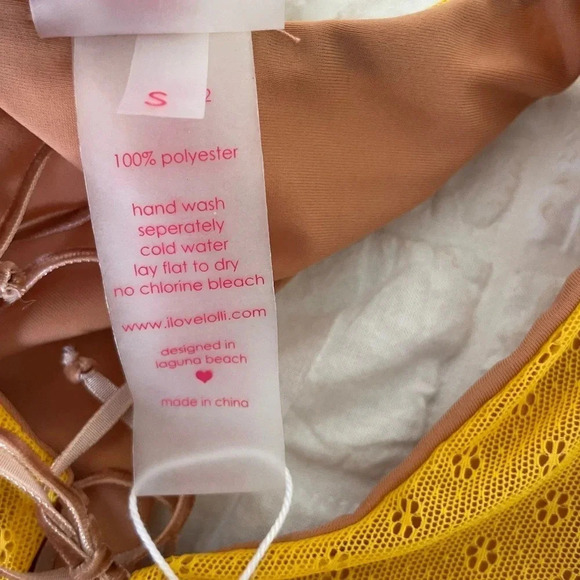 S 2
100% polyester
hand wash
seperately
cold water
lay flat to dry
no chlorine bleach
www.ilovelolli.com
designed in
laguna beach
made in china